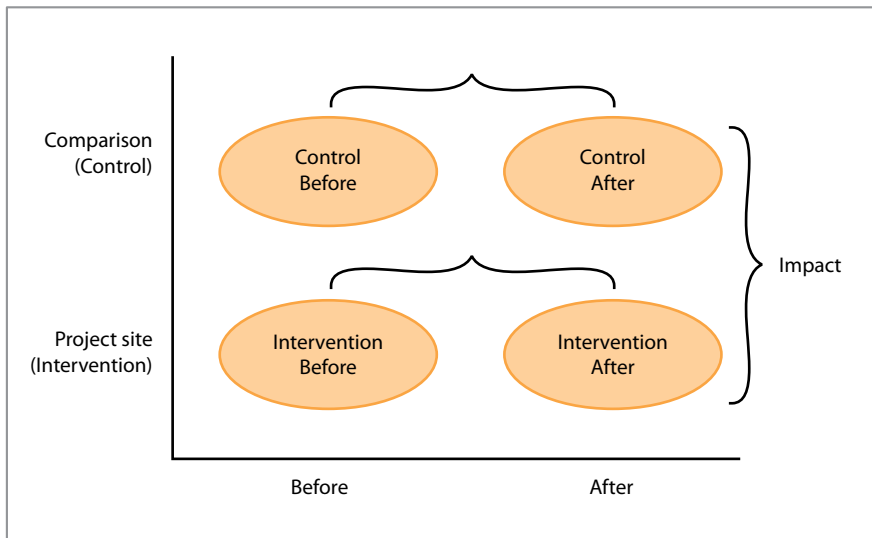 Comparison
(Control)
Control
Before
Control
After
Impact
Project site
(Intervention)
Intervention
Before
Intervention
After
Before
After